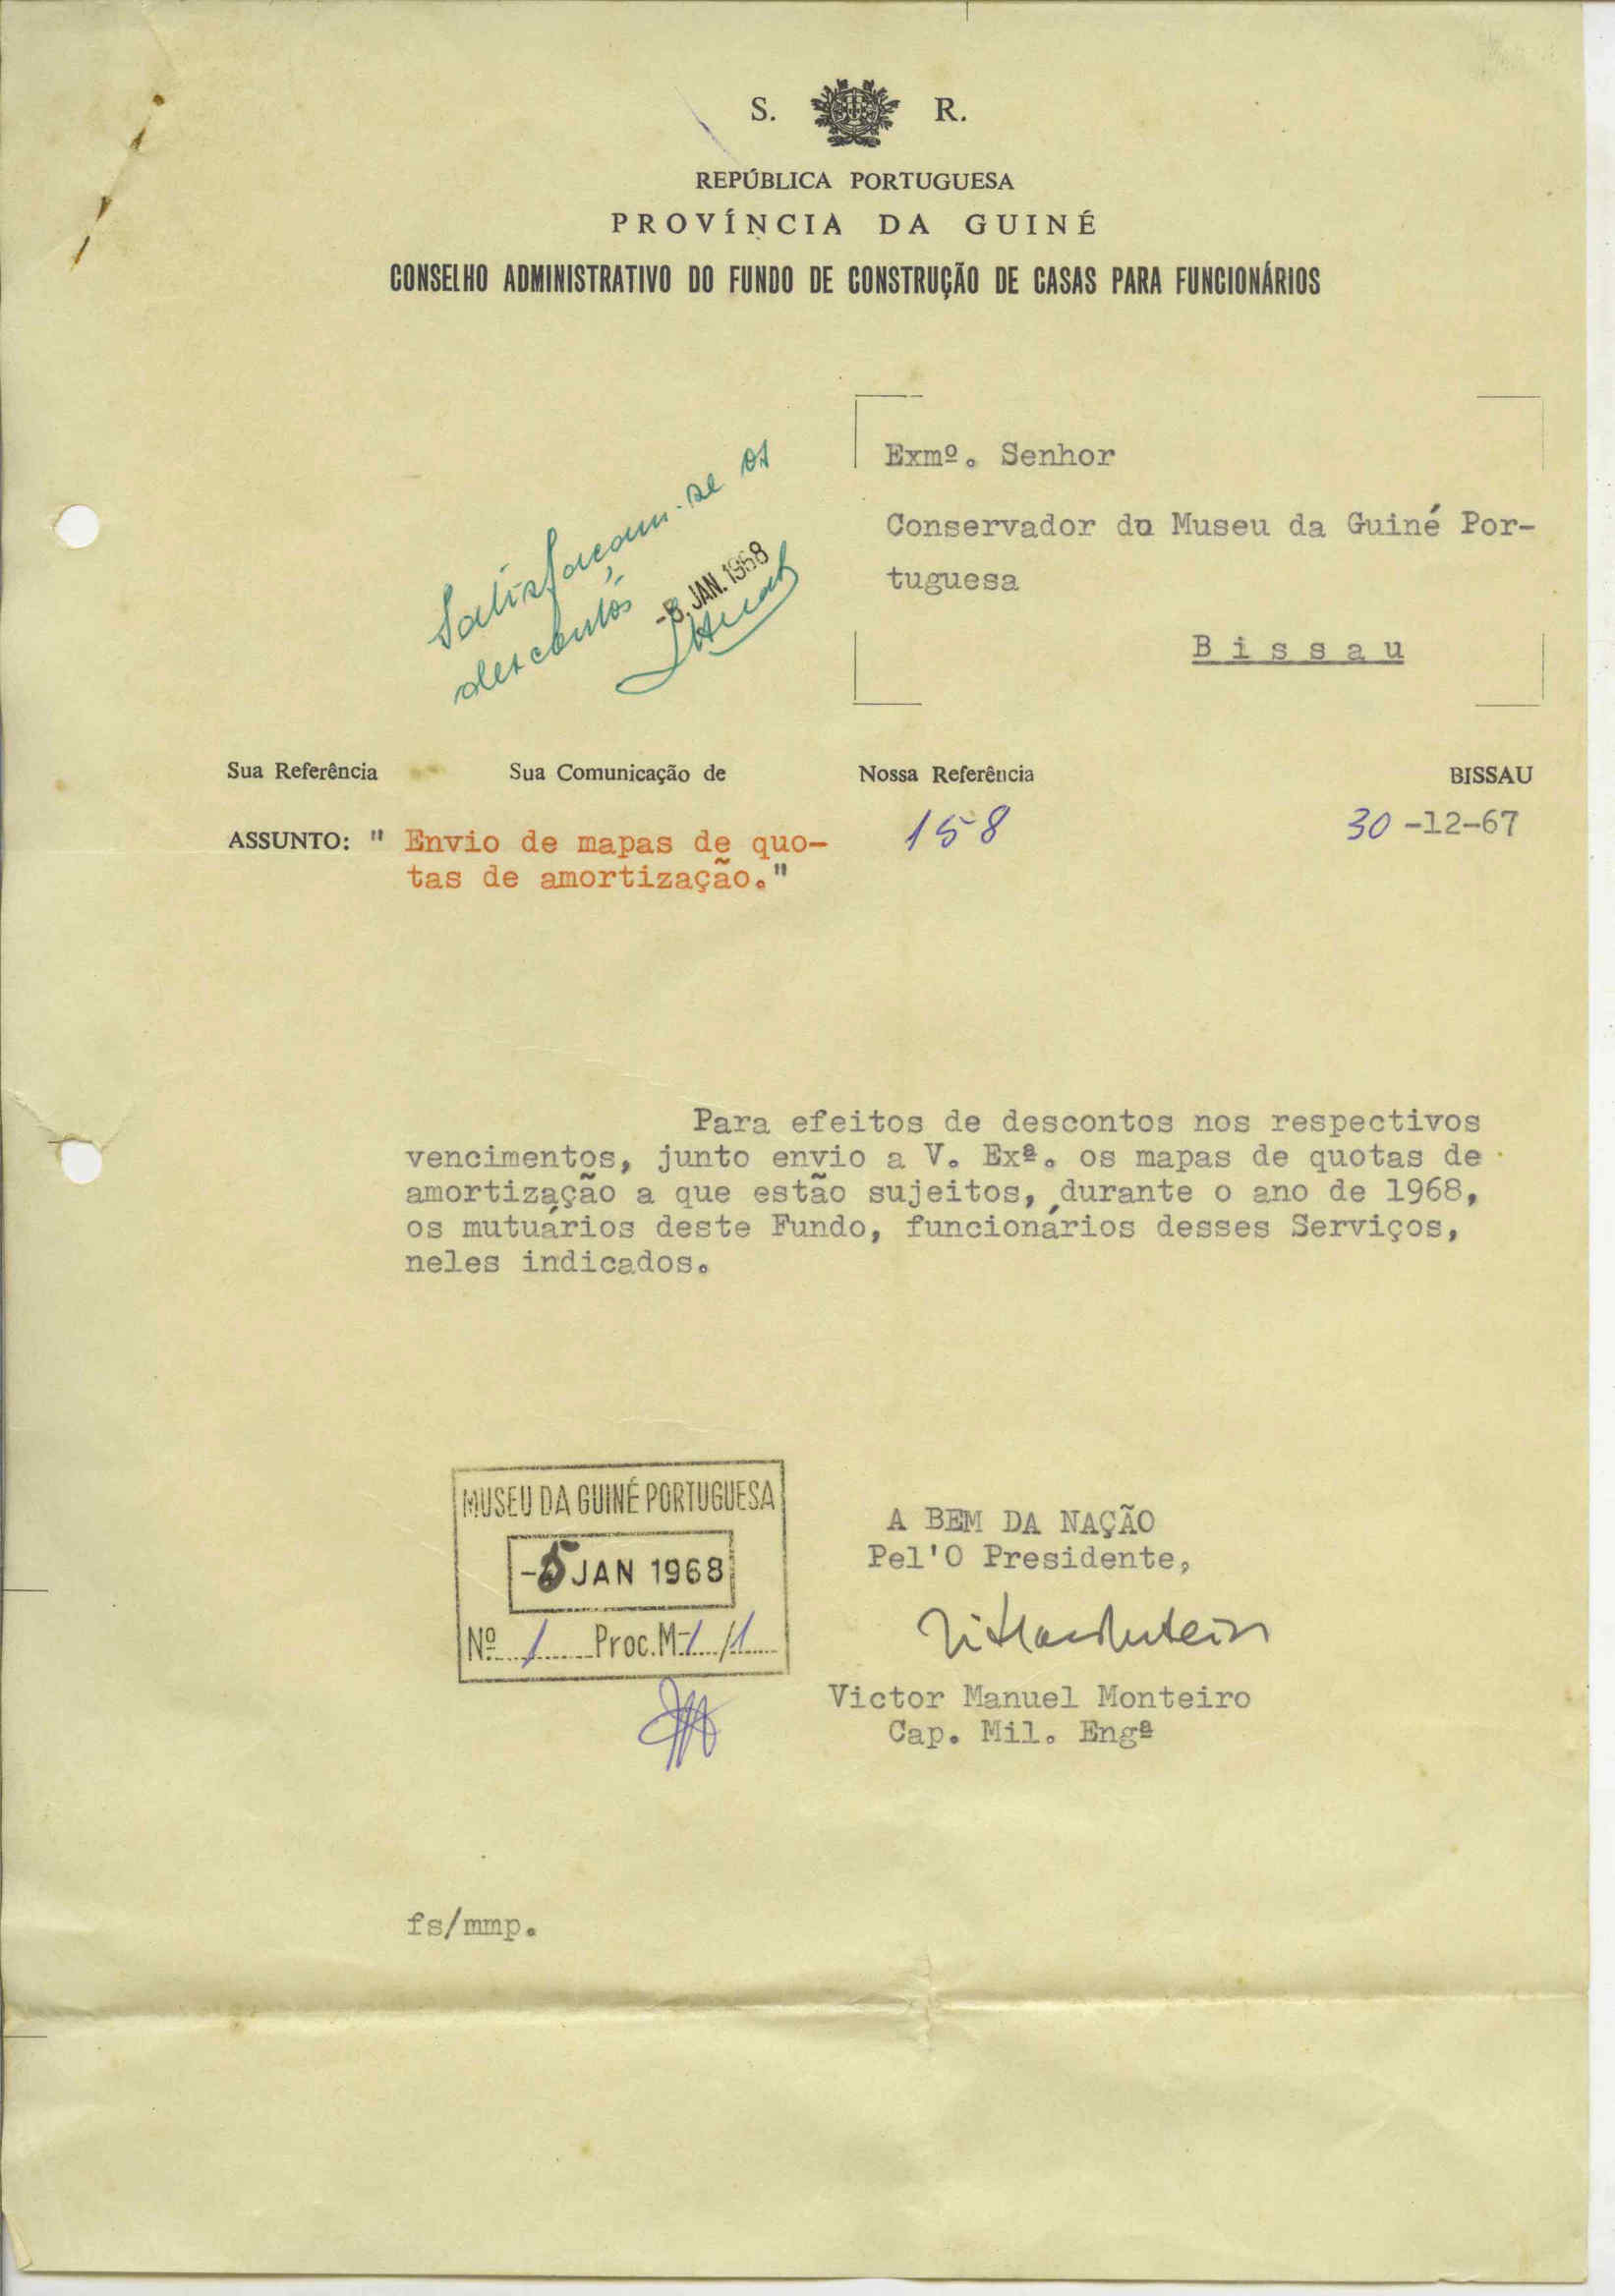 S. R.
REPÚBLICA PORTUGUESA
PROVÍNCIA DA GUINÉ
CONSELHO ADMINISTRATIVO DO FUNDO DE CONSTRUÇÃO DE CASAS PARA FUNCIONÁRIOS
Exmº. Senhor
Conservador do Museu da Guiné Por-
tuguesa
B i s s a u
Satisfaçam-se os
descontos
-8. JAN. 1968
Sua Referência Sua Comunicação de Nossa Referência BISSAU
158 30 -12-67
ASSUNTO: " Envio de mapas de quo-
tas de amortização."
Para efeitos de descontos nos respectivos
vencimentos, junto envio a V. Exª. os mapas de quotas de
amortização a que estão sujeitos, durante o ano de 1968,
os mutuários deste Fundo, funcionários desses Serviços,
neles indicados.
MUSEU DA GUINÉ PORTUGUESA
-5 JAN 1968
Nº 1 Proc. M-1/1
A BEM DA NAÇÃO
Pel'O Presidente,
Victor Manuel Monteiro
Cap. Mil. Engª
fs/mmp.